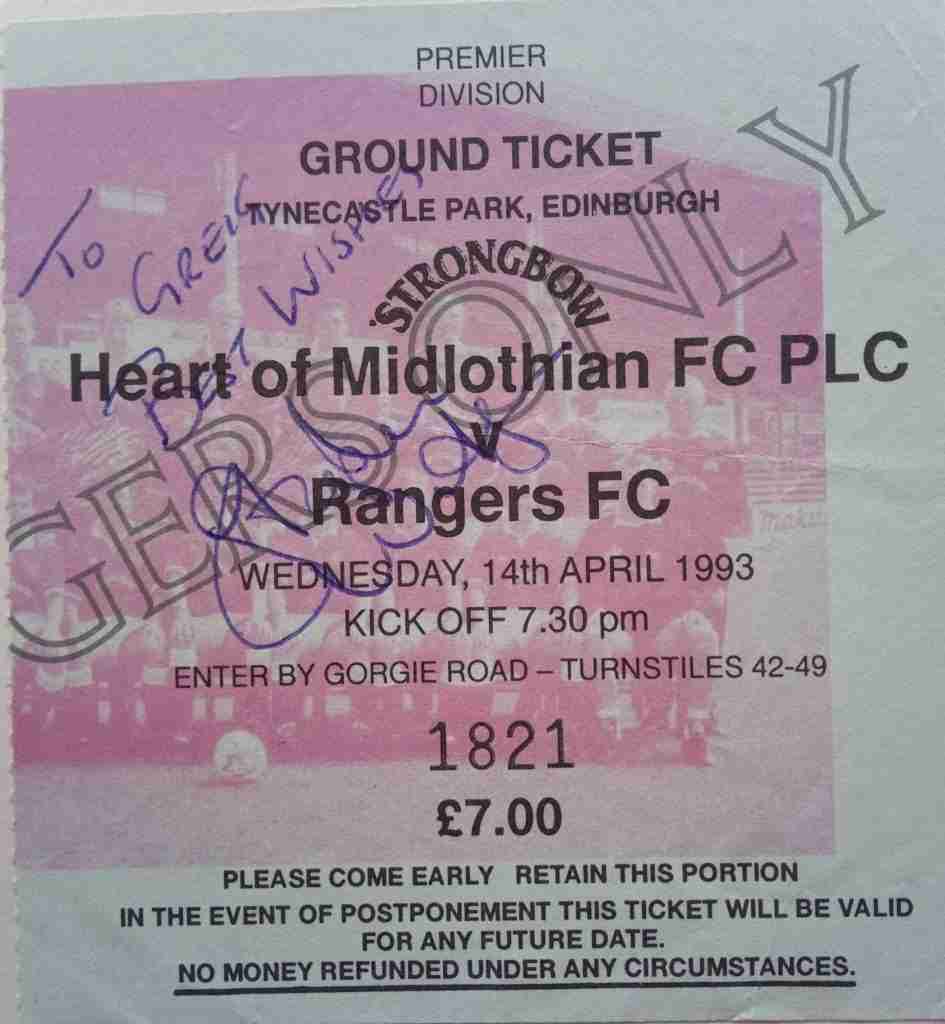 PREMIER
DIVISION
GROUND TICKET
TYNECASTLE PARK, EDINBURGH
STRONGBOW
Heart of Midlothian FC PLC
v
Rangers FC
WEDNESDAY, 14th APRIL 1993
KICK OFF 7.30 pm
ENTER BY GORGIE ROAD – TURNSTILES 42-49
1821
£7.00
PLEASE COME EARLY RETAIN THIS PORTION
IN THE EVENT OF POSTPONEMENT THIS TICKET WILL BE VALID
FOR ANY FUTURE DATE.
NO MONEY REFUNDED UNDER ANY CIRCUMSTANCES.
GERS ONLY
TO GREIG
BEST WISHES